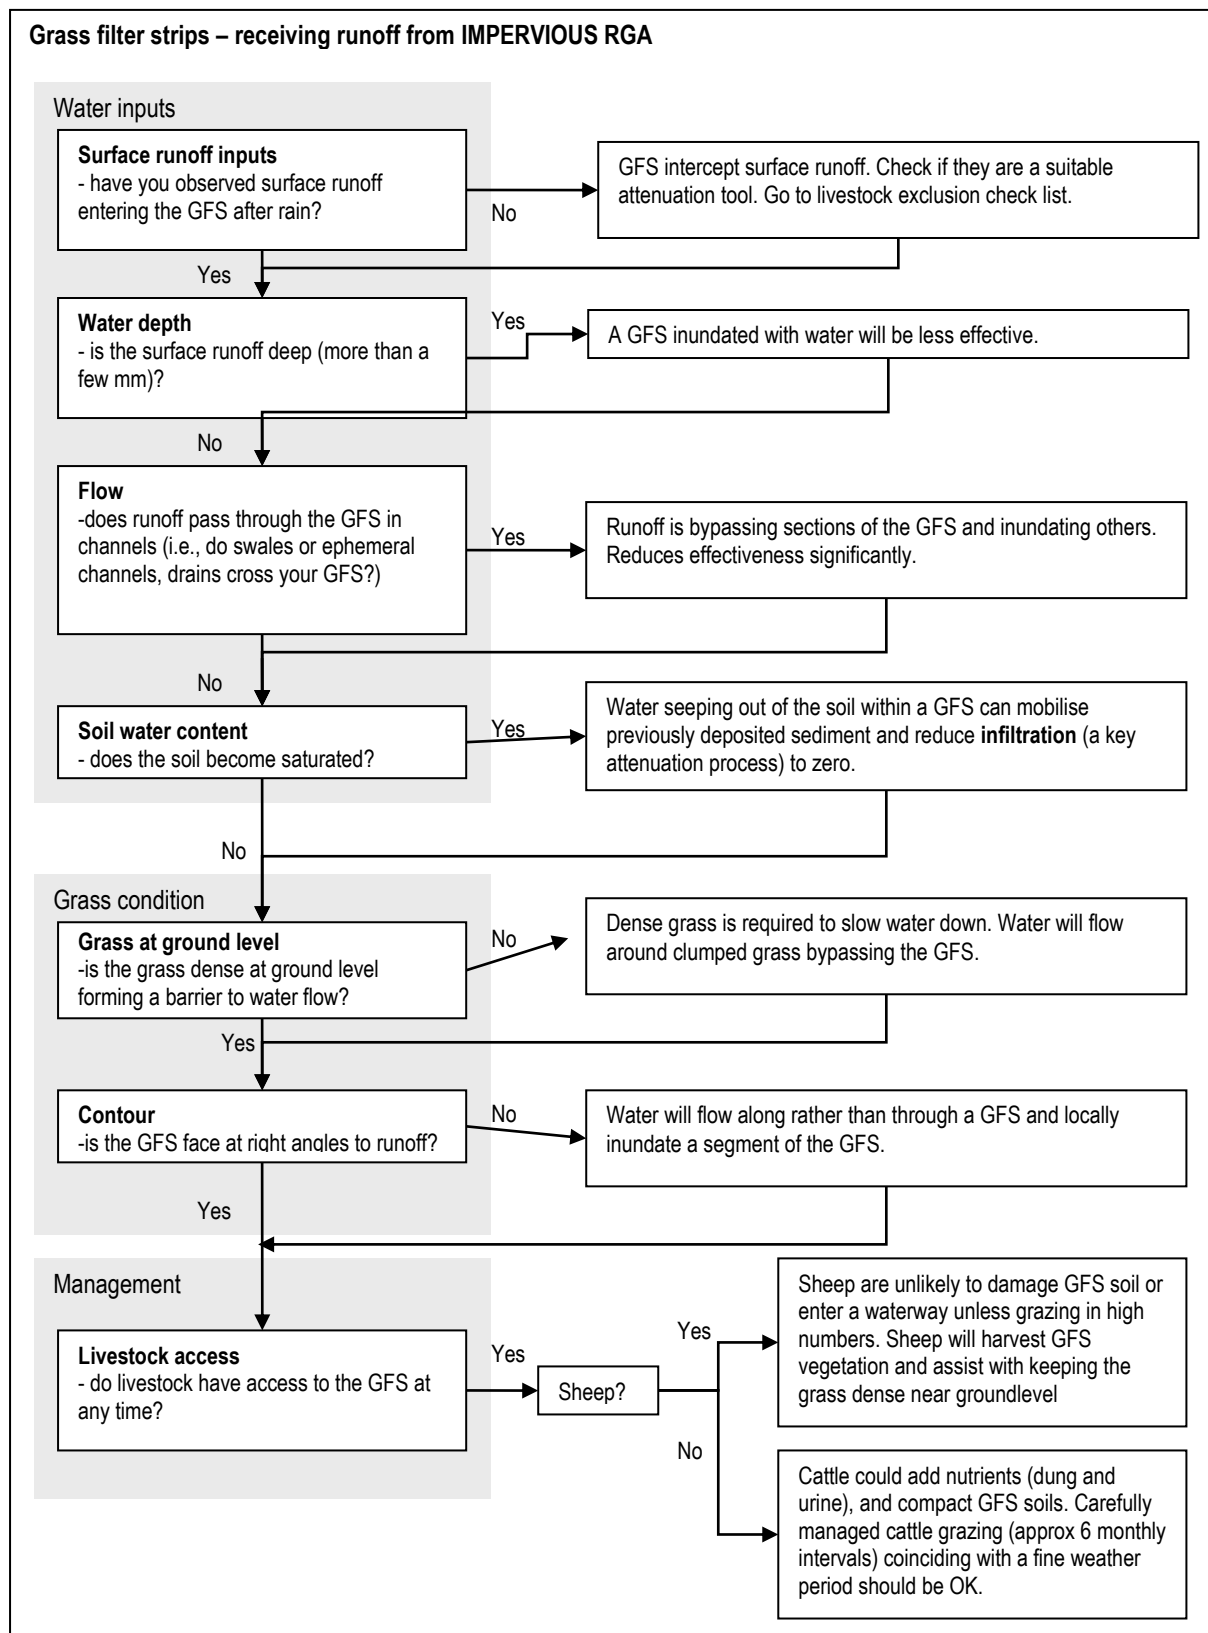 Grass filter strips – receiving runoff from IMPERVIOUS RGA
Water inputs
Surface runoff inputs
- have you observed surface runoff
entering the GFS after rain?
No
GFS intercept surface runoff. Check if they are a suitable
attenuation tool. Go to livestock exclusion check list.
Yes
Water depth
- is the surface runoff deep (more than a
few mm)?
Yes
A GFS inundated with water will be less effective.
No
Flow
-does runoff pass through the GFS in
channels (i.e., do swales or ephemeral
channels, drains cross your GFS?)
Yes
Runoff is bypassing sections of the GFS and inundating others.
Reduces effectiveness significantly.
No
Soil water content
- does the soil become saturated?
Yes
Water seeping out of the soil within a GFS can mobilise
previously deposited sediment and reduce infiltration (a key
attenuation process) to zero.
No
Grass condition
Grass at ground level
-is the grass dense at ground level
forming a barrier to water flow?
No
Dense grass is required to slow water down. Water will flow
around clumped grass bypassing the GFS.
Yes
Contour
-is the GFS face at right angles to runoff?
No
Water will flow along rather than through a GFS and locally
inundate a segment of the GFS.
Yes
Management
Livestock access
- do livestock have access to the GFS at
any time?
Yes
Sheep?
Yes
Sheep are unlikely to damage GFS soil or
enter a waterway unless grazing in high
numbers. Sheep will harvest GFS
vegetation and assist with keeping the
grass dense near groundlevel
No
Cattle could add nutrients (dung and
urine), and compact GFS soils. Carefully
managed cattle grazing (approx 6 monthly
intervals) coinciding with a fine weather
period should be OK.